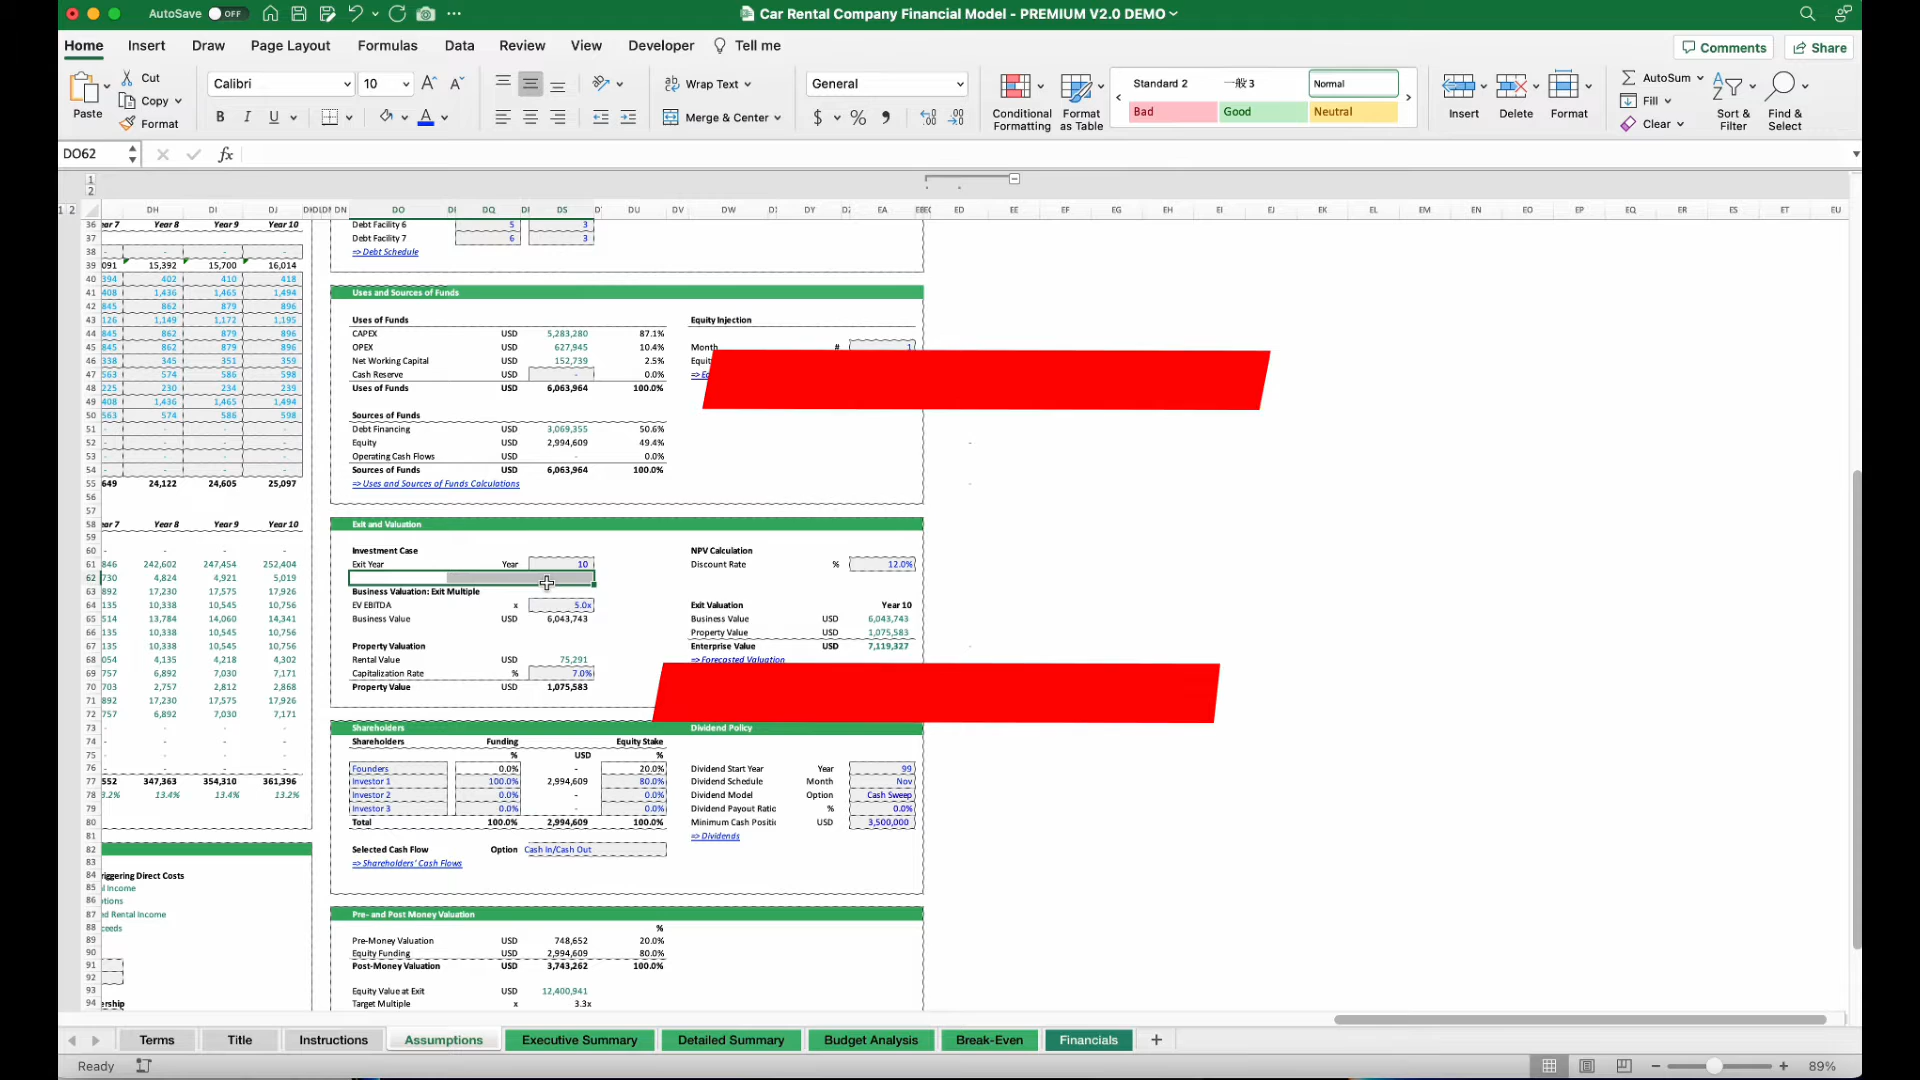 AutoSave OFF
Car Rental Company Financial Model - PREMIUM V2.0 DEMO
Home Insert Draw Page Layout Formulas Data Review View Developer Tell me Comments Share
Paste Cut Copy Format
Calibri 10
B I U
Wrap Text
Merge & Center
General
$ %
Conditional Formatting
Format as Table
Standard 2 一般 3 Normal
Bad Good Neutral
Insert Delete Format
AutoSum
Fill
Clear
Sort & Filter
Find & Select
DO62 fx
1
2
1 2 DH DI DJ DN DO DQ DS DU DV DW DY EA ED EE EF EG EH EI EJ EK EL EM EN EO EP EQ ER ES ET EU
36 Year 8 Year 9 Year 10 Debt Facility 6 5 3
37 Debt Facility 7 6 3
38 - - => Debt Schedule
39 091 15,392 15,700 16,014
40 394 402 410 418
41 408 1,436 1,465 1,494 Uses and Sources of Funds
42 845 862 879 896
43 126 1,149 1,172 1,195 Uses of Funds Equity Injection
44 845 862 879 896 CAPEX USD 5,283,280 87.1%
45 845 862 879 896 OPEX USD 627,945 10.4% Month # 1
46 338 345 351 359 Net Working Capital USD 152,739 2.5%
47 563 574 586 598 Cash Reserve USD - 0.0%
48 225 230 234 239 Uses of Funds USD 6,063,964 100.0%
49 408 1,436 1,465 1,494
50 563 574 586 598 Sources of Funds
51 - - - - Debt Financing USD 3,069,355 50.6%
52 - - - - Equity USD 2,994,609 49.4% -
53 - - - - Operating Cash Flows USD - 0.0%
54 - - - - Sources of Funds USD 6,063,964 100.0%
55 649 24,122 24,605 25,097 => Uses and Sources of Funds Calculations -
56
57
58 Year 8 Year 9 Year 10 Exit and Valuation
59
60 - - - - Investment Case NPV Calculation
61 846 242,602 247,454 252,404 Exit Year Year 10 Discount Rate % 12.0%
62 730 4,824 4,921 5,019
63 892 17,230 17,575 17,926 Business Valuation: Exit Multiple
64 135 10,338 10,545 10,756 EV EBITDA x 5.0x Exit Valuation Year 10
65 514 13,784 14,060 14,341 Business Value USD 6,043,743 Business Value USD 6,043,743
66 135 10,338 10,545 10,756 Property Value USD 1,075,583
67 135 10,338 10,545 10,756 Property Valuation Enterprise Value USD 7,119,327 -
68 054 4,135 4,218 4,302 Rental Value USD 75,291 => Forecasted Valuation
69 757 6,892 7,030 7,171 Capitalization Rate % 7.0%
70 703 2,757 2,812 2,868 Property Value USD 1,075,583
71 892 17,230 17,575 17,926
72 757 6,892 7,030 7,171
73 - - - - Shareholders Dividend Policy
74 - - - - Shareholders Funding Equity Stake
75 - - - - % USD %
76 - - - - Founders 0.0% - 20.0% Dividend Start Year Year 99
77 552 347,363 354,310 361,396 Investor 1 100.0% 2,994,609 80.0% Dividend Schedule Month Nov
78 13.4% 13.4% 13.2% Investor 2 0.0% - 0.0% Dividend Model Option Cash Sweep
79 Investor 3 0.0% - 0.0% Dividend Payout Ratio % 0.0%
80 Total 100.0% 2,994,609 100.0% Minimum Cash Positi USD 3,500,000
81 => Dividends
82 Selected Cash Flow Option Cash In/Cash Out
83 => Shareholders' Cash Flows
84 riggering Direct Costs
85 l Income
86 tions
87 d Rental Income Pre- and Post Money Valuation
88 ceeds %
89 Pre-Money Valuation USD 748,652 20.0%
90 Equity Funding USD 2,994,609 80.0%
91 Post-Money Valuation USD 3,743,262 100.0%
92
93 Equity Value at Exit USD 12,400,941
94 ership Target Multiple x 3.3x
Terms Title Instructions Assumptions Executive Summary Detailed Summary Budget Analysis Break-Even Financials +
Ready 89%